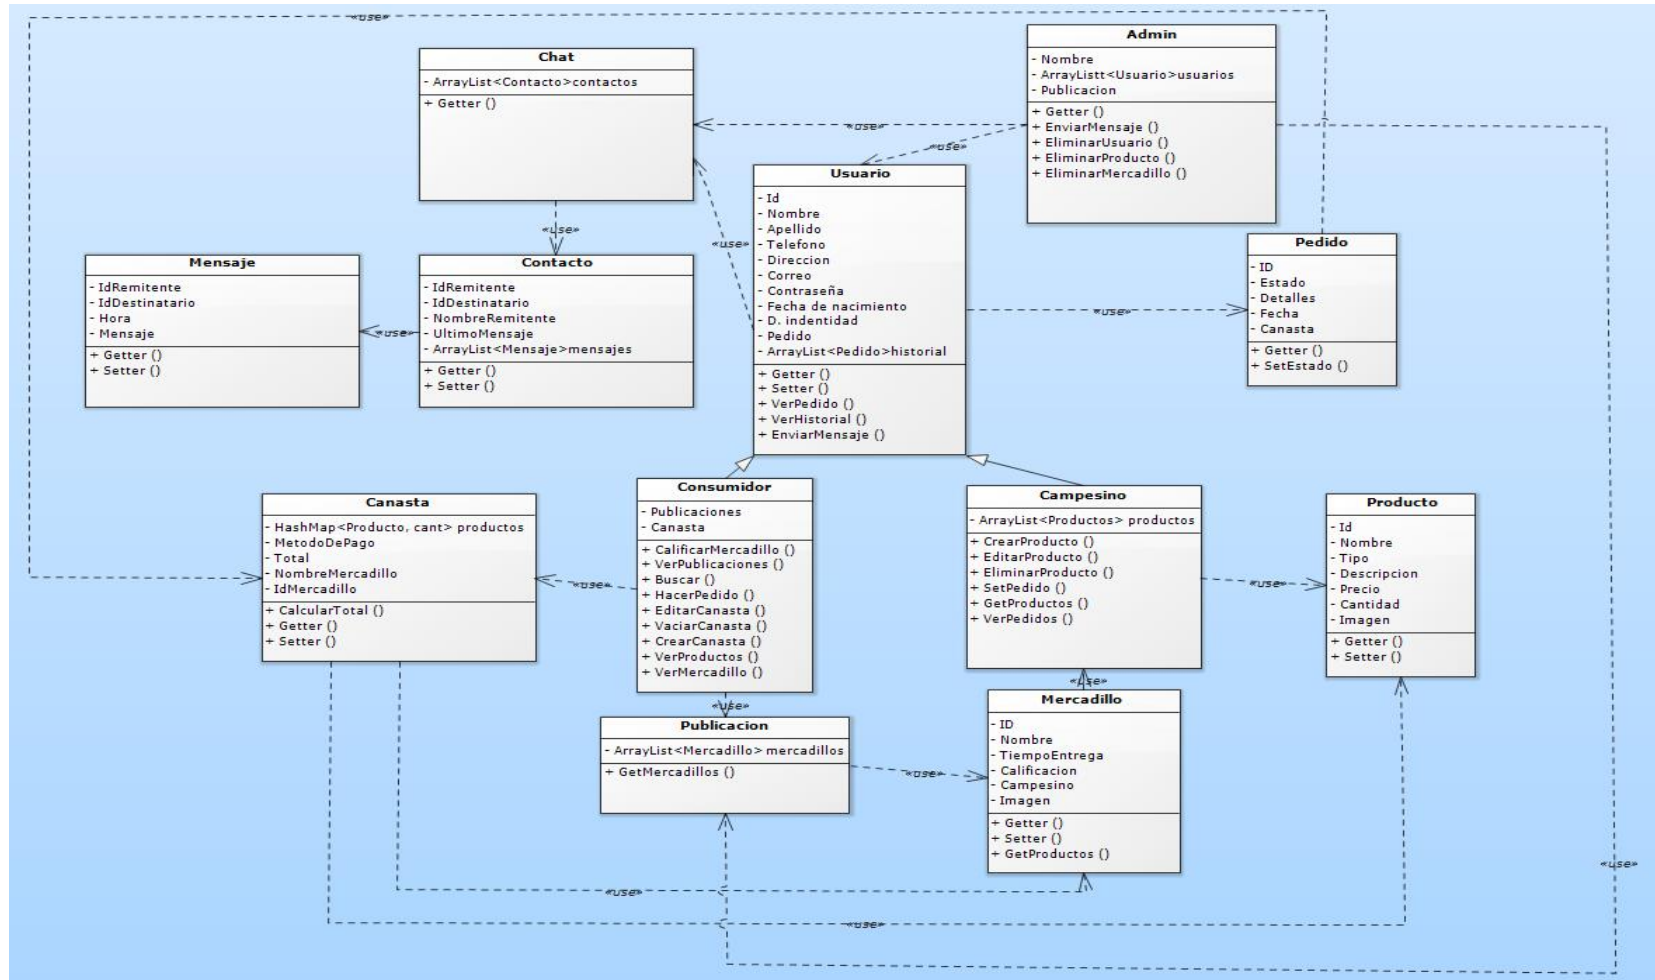 «use»
Chat
- ArrayList<Contacto>contactos
+ Getter ()
Admin
- Nombre
- ArrayListt<Usuario>usuarios
- Publicacion
+ Getter ()
+ EnviarMensaje ()
+ EliminarUsuario ()
+ EliminarProducto ()
+ EliminarMercadillo ()
«use»
«use»
Usuario
- Id
- Nombre
- Apellido
- Telefono
- Direccion
- Correo
- Contraseña
- Fecha de nacimiento
- D. indentidad
- Pedido
- ArrayList<Pedido>historial
+ Getter ()
+ Setter ()
+ VerPedido ()
+ VerHistorial ()
+ EnviarMensaje ()
«use»
«use»
«use»
Pedido
- ID
- Estado
- Detalles
- Fecha
- Canasta
+ Getter ()
+ SetEstado ()
Mensaje
- IdRemitente
- IdDestinatario
- Hora
- Mensaje
+ Getter ()
+ Setter ()
«use»
Contacto
- IdRemitente
- IdDestinatario
- NombreRemitente
- UltimoMensaje
- ArrayList<Mensaje>mensajes
+ Getter ()
+ Setter ()
Canasta
- HashMap<Producto, cant> productos
- MetodoDePago
- Total
- NombreMercadillo
- IdMercadillo
+ CalcularTotal ()
+ Getter ()
+ Setter ()
«use»
Consumidor
- Publicaciones
- Canasta
+ CalificarMercadillo ()
+ VerPublicaciones ()
+ Buscar ()
+ HacerPedido ()
+ EditarCanasta ()
+ VaciarCanasta ()
+ CrearCanasta ()
+ VerProductos ()
+ VerMercadillo ()
Campesino
- ArrayList<Productos> productos
+ CrearProducto ()
+ EditarProducto ()
+ EliminarProducto ()
+ SetPedido ()
+ GetProductos ()
+ VerPedidos ()
«use»
Producto
- Id
- Nombre
- Tipo
- Descripcion
- Precio
- Cantidad
- Imagen
+ Getter ()
+ Setter ()
«use»
«use»
Publicacion
- ArrayList<Mercadillo> mercadillos
+ GetMercadillos ()
«use»
Mercadillo
- ID
- Nombre
- TiempoEntrega
- Calificacion
- Campesino
- Imagen
+ Getter ()
+ Setter ()
+ GetProductos ()
«use»
«use»
«use»